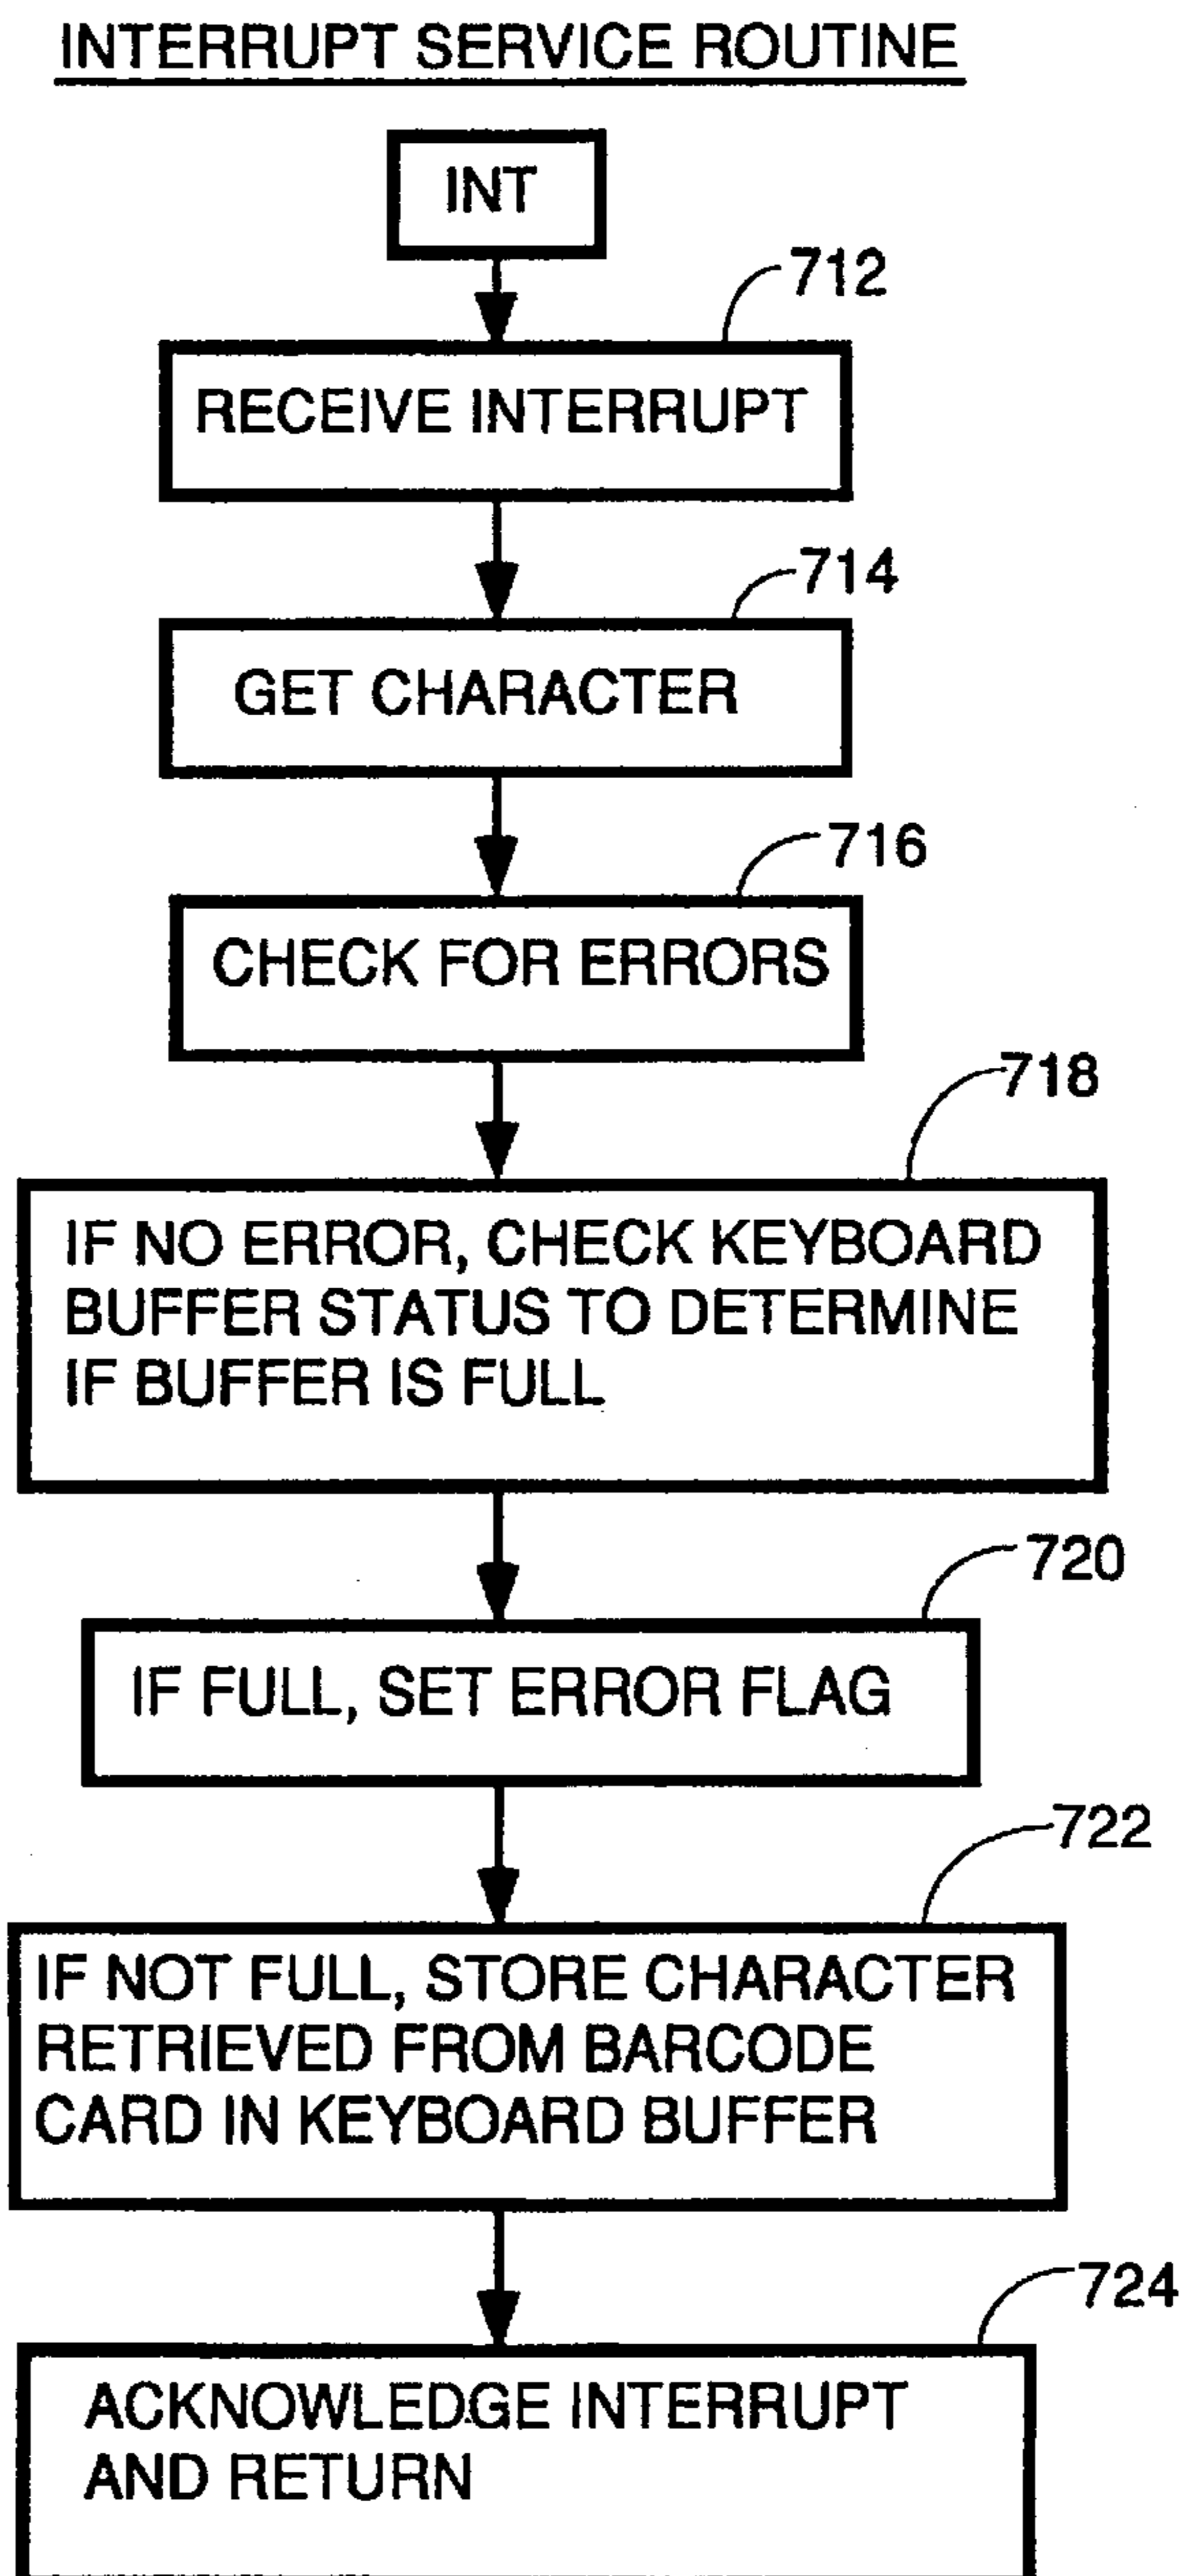 INTERRUPT SERVICE ROUTINE
INT
712
RECEIVE INTERRUPT
714
GET CHARACTER
716
CHECK FOR ERRORS
718
IF NO ERROR, CHECK KEYBOARD
BUFFER STATUS TO DETERMINE
IF BUFFER IS FULL
720
IF FULL, SET ERROR FLAG
722
IF NOT FULL, STORE CHARACTER
RETRIEVED FROM BARCODE
CARD IN KEYBOARD BUFFER
724
ACKNOWLEDGE INTERRUPT
AND RETURN